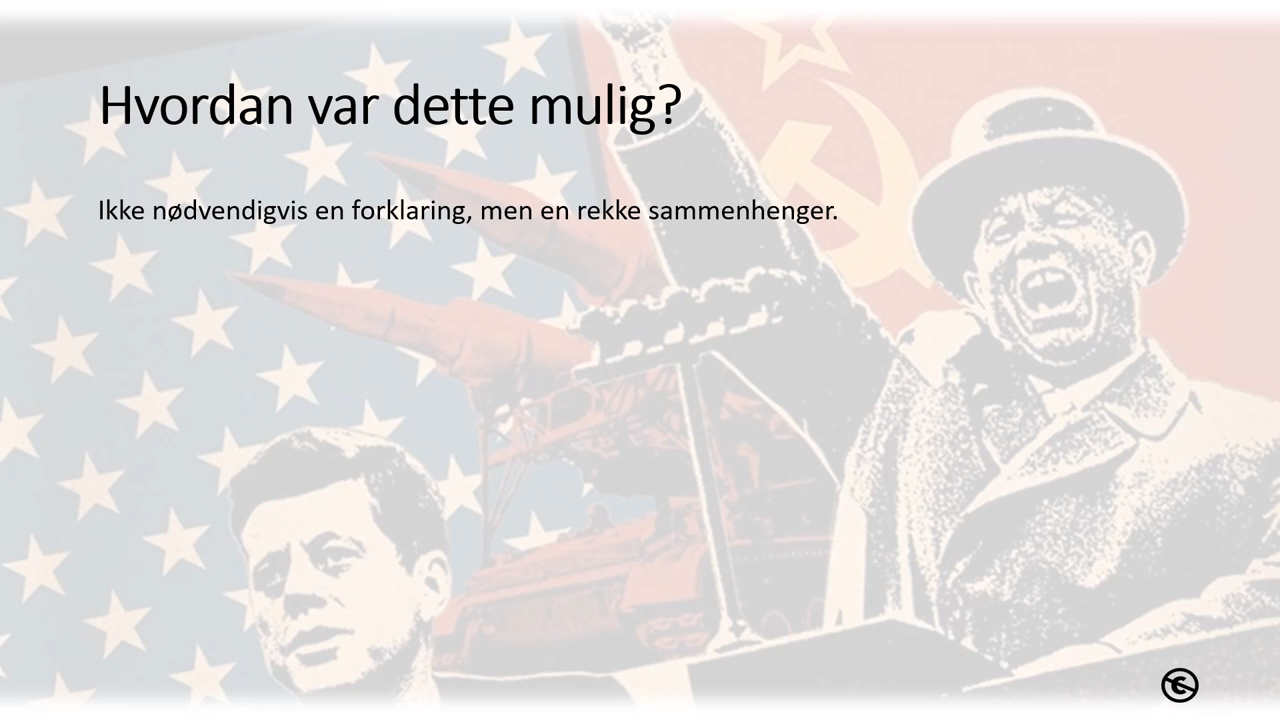 Hvordan var dette mulig?
Ikke nødvendigvis en forklaring, men en rekke sammenhenger.